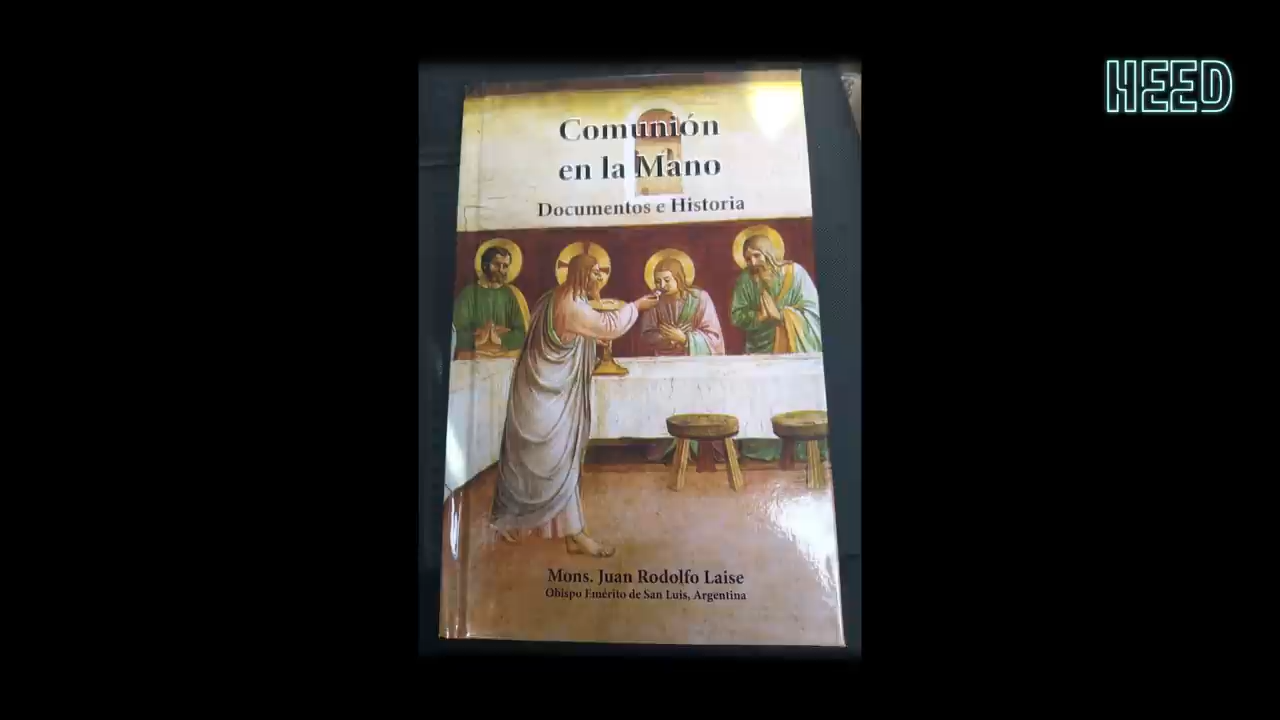 HEED
Comunión
en la Mano
Documentos e Historia
Mons. Juan Rodolfo Laise
Obispo Emérito de San Luis, Argentina